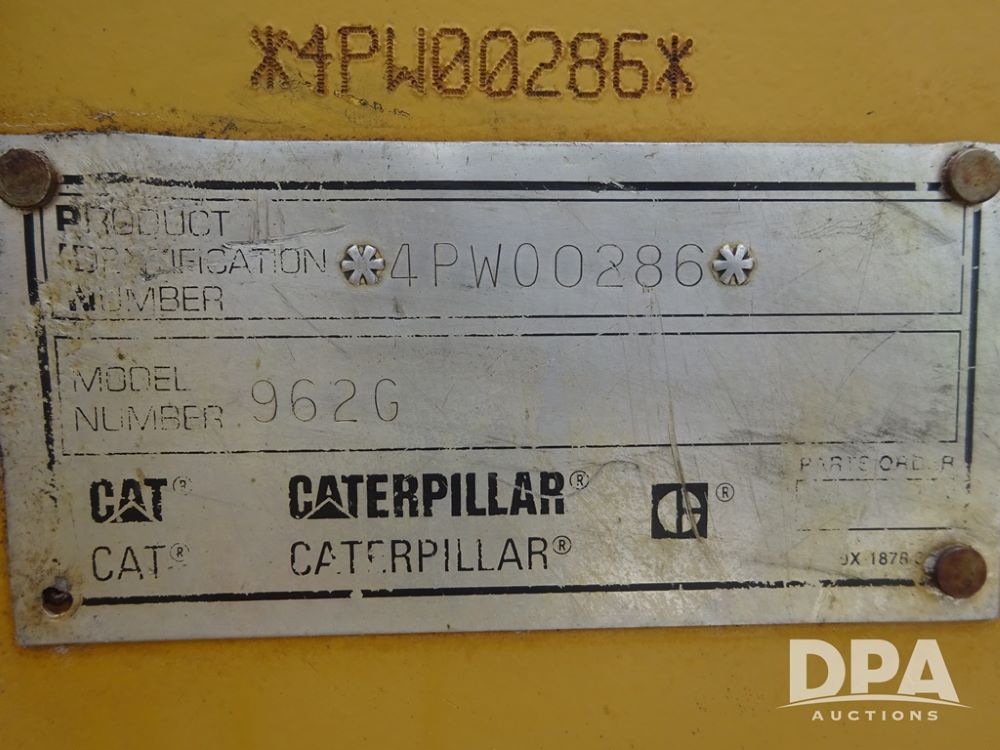 *4PW00286*
PRODUCT
IDENTIFICATION
NUMBER
*4PW00286*
MODEL
NUMBER
962G
CAT® CATERPILLAR® ®
CAT® CATERPILLAR®
PARTS ORDER
DPA
AUCTIONS